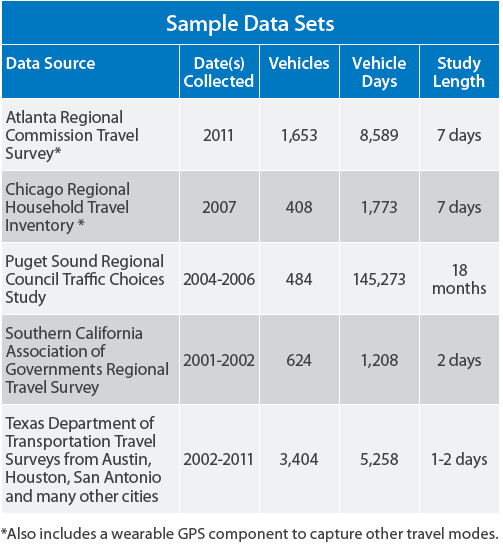 Sample Data Sets
Data Source Date(s) Collected Vehicles Vehicle Days Study Length
Atlanta Regional
Commission Travel
Survey* 2011 1,653 8,589 7 days
Chicago Regional
Household Travel
Inventory * 2007 408 1,773 7 days
Puget Sound Regional
Council Traffic Choices
Study 2004-2006 484 145,273 18 months
Southern California
Association of
Governments Regional
Travel Survey 2001-2002 624 1,208 2 days
Texas Department of
Transportation Travel
Surveys from Austin,
Houston, San Antonio
and many other cities 2002-2011 3,404 5,258 1-2 days
*Also includes a wearable GPS component to capture other travel modes.